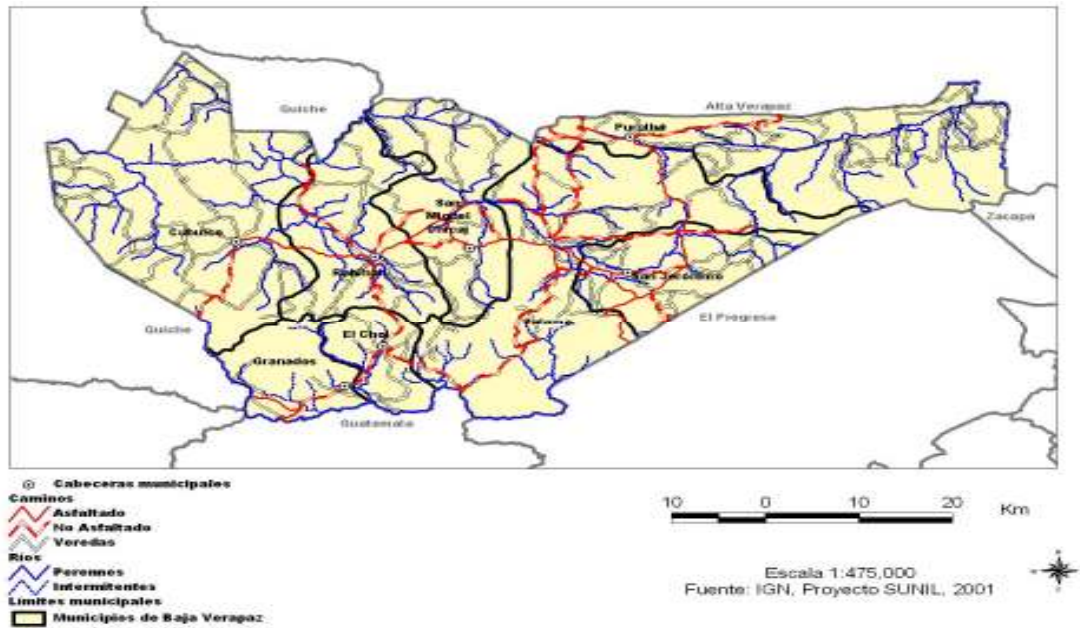 Quiche
Alta Verapaz
Purulhá
San
Miguel
Chicaj
Zacapa
Cubulco
Rabinal
San Jerónimo
Quiche
El Progreso
El Chol
Granados
Guatemala
Cabeceras municipales
Caminos
Asfaltado
No Asfaltado
Veredas
Ríos
Perennes
Intermitentes
Límites municipales
Municipios de Baja Verapaz
10 0 10 20 Km
Escala 1:475,000
Fuente: IGN, Proyecto SUNIL, 2001